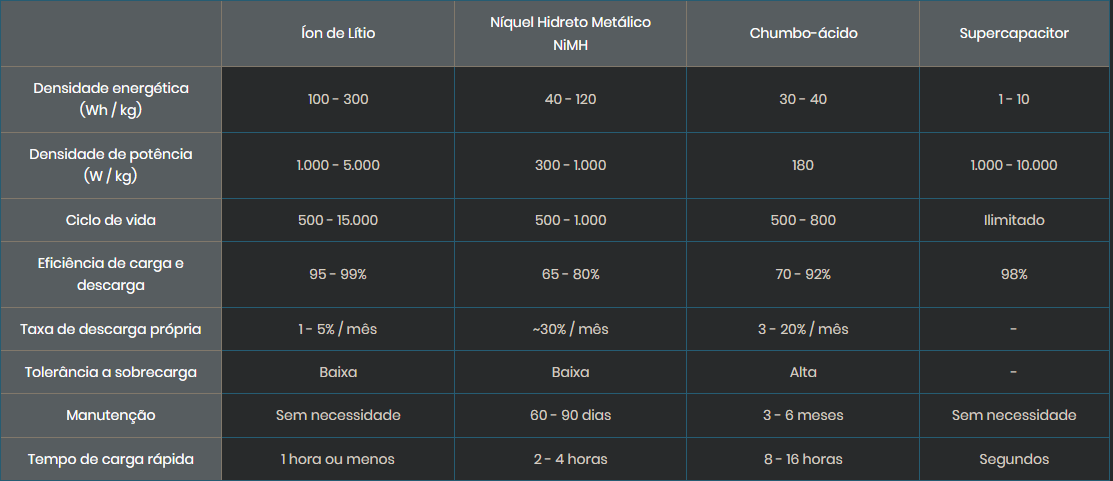 Íon de Lítio
Níquel Hidreto Metálico
NiMH
Chumbo-ácido
Supercapacitor
Densidade energética
(Wh / kg)
100 - 300
40 - 120
30 - 40
1 - 10
Densidade de potência
(W / kg)
1.000 - 5.000
300 - 1.000
180
1.000 - 10.000
Ciclo de vida
500 - 15.000
500 - 1.000
500 - 800
Ilimitado
Eficiência de carga e
descarga
95 - 99%
65 - 80%
70 - 92%
98%
Taxa de descarga própria
1 - 5% / mês
~30% / mês
3 - 20% / mês
-
Tolerância a sobrecarga
Baixa
Baixa
Alta
-
Manutenção
Sem necessidade
60 - 90 dias
3 - 6 meses
Sem necessidade
Tempo de carga rápida
1 hora ou menos
2 - 4 horas
8 - 16 horas
Segundos